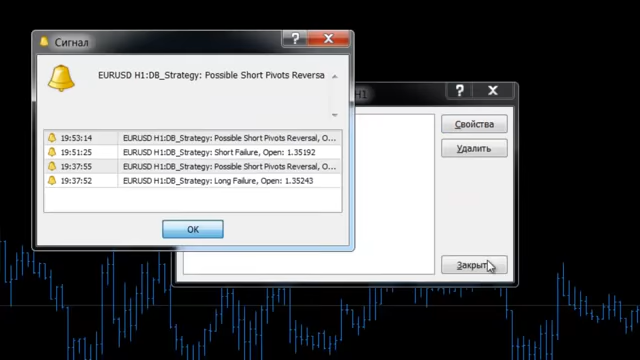 Сигнал
EURUSD H1:DB_Strategy: Possible Short Pivots Reversa
19:53:14 EURUSD H1:DB_Strategy: Possible Short Pivots Reversal, O...
19:51:25 EURUSD H1:DB_Strategy: Short Failure, Open: 1.35192
19:37:55 EURUSD H1:DB_Strategy: Possible Short Pivots Reversal, O...
19:37:52 EURUSD H1:DB_Strategy: Long Failure, Open: 1.35243
OK
H1
Свойства
Удалить
Закрыть